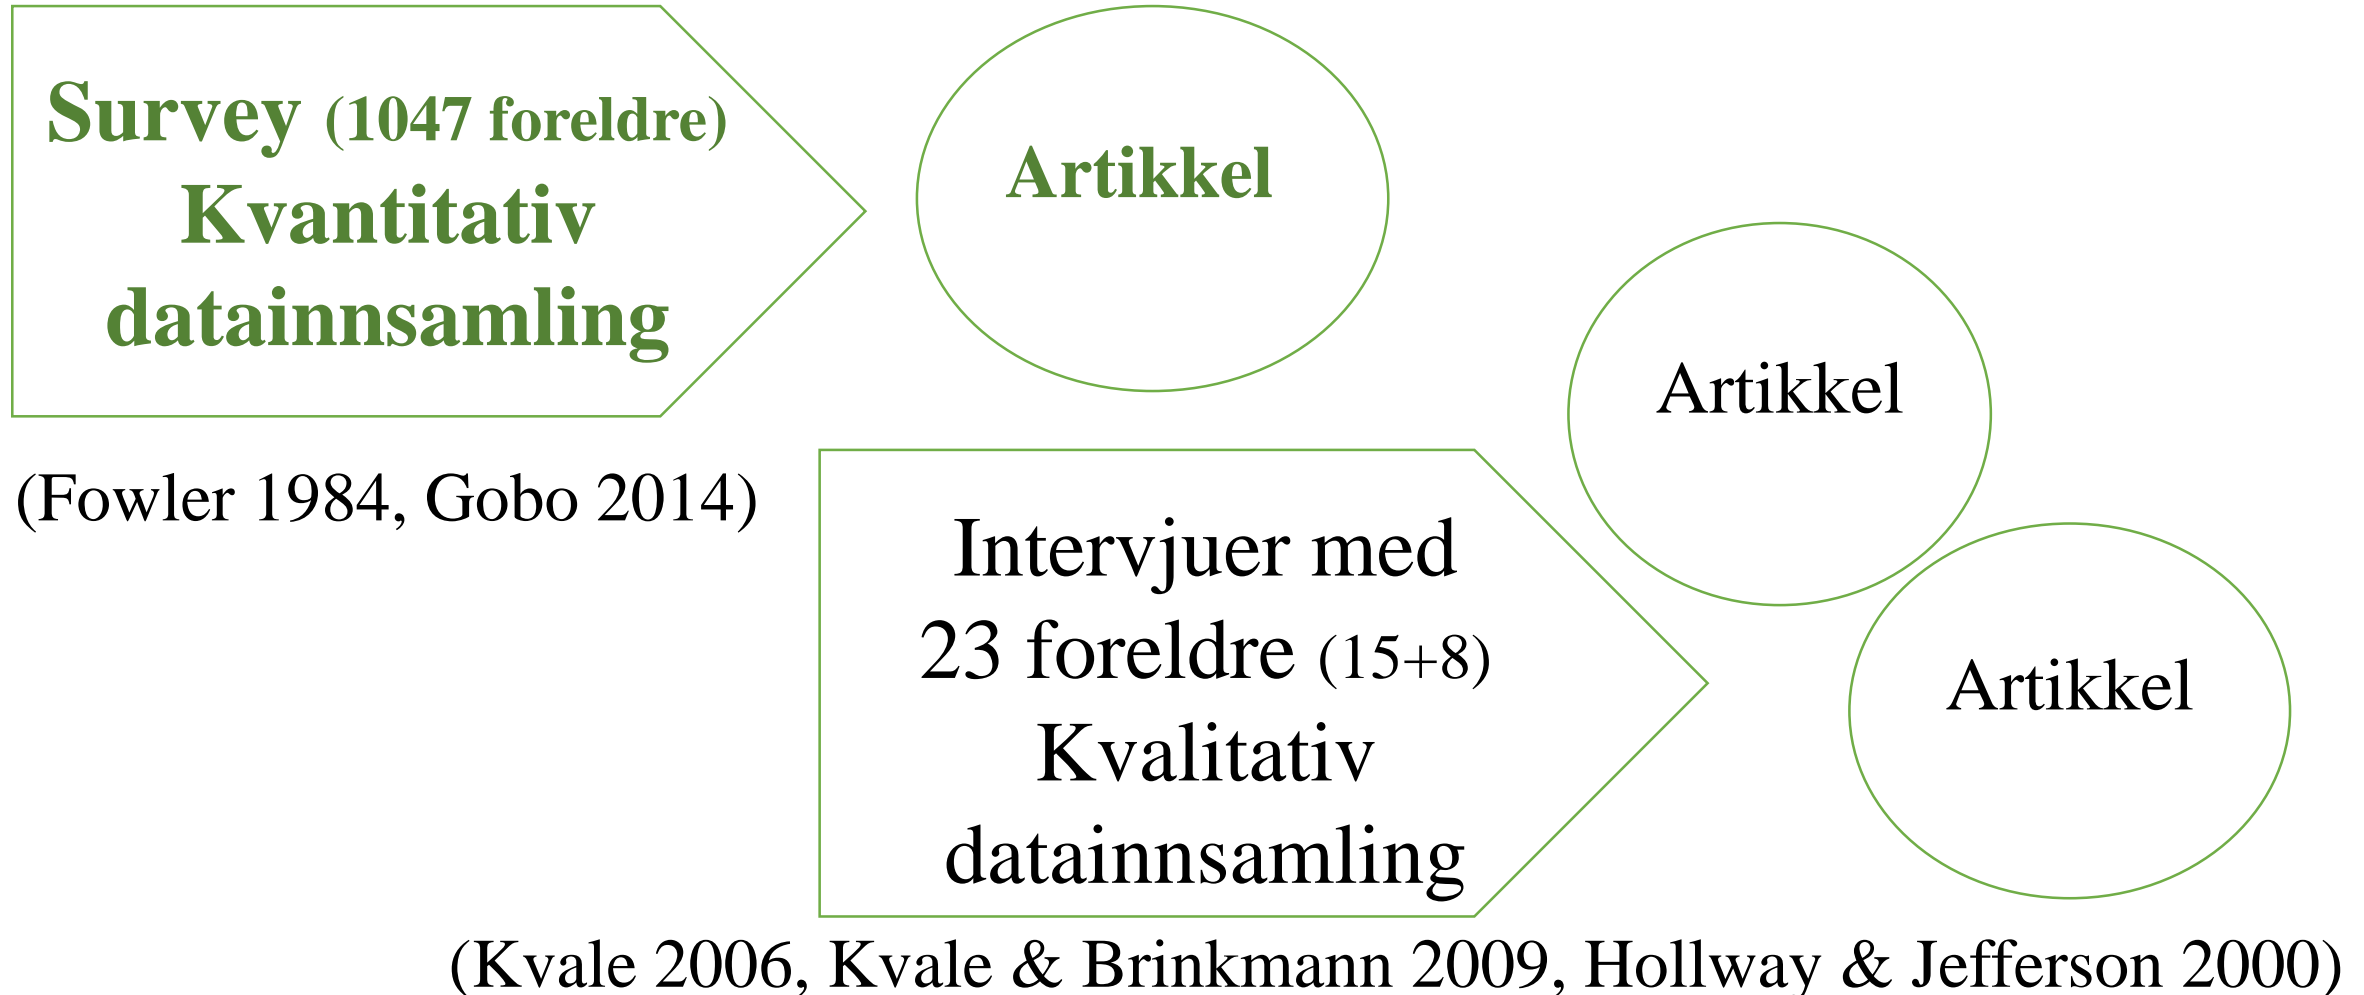 Survey (1047 foreldre)
Kvantitativ
datainnsamling
Artikkel
(Fowler 1984, Gobo 2014)
Artikkel
Intervjuer med
23 foreldre (15+8)
Kvalitativ
datainnsamling
Artikkel
(Kvale 2006, Kvale & Brinkmann 2009, Hollway & Jefferson 2000)